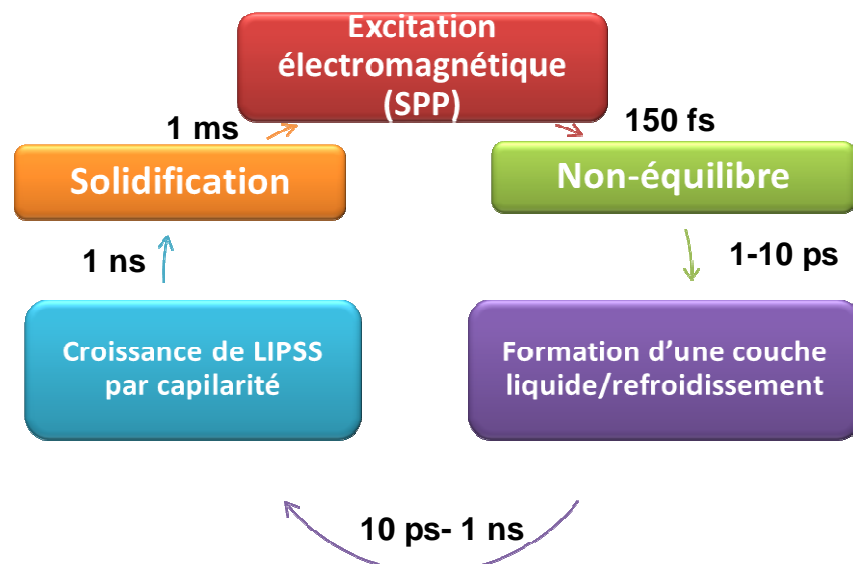 Excitation
électromagnétique
(SPP)
1 ms
150 fs
Solidification
Non-équilibre
1 ns
1-10 ps
Croissance de LIPSS
par capilarité
Formation d’une couche
liquide/refroidissement
10 ps- 1 ns